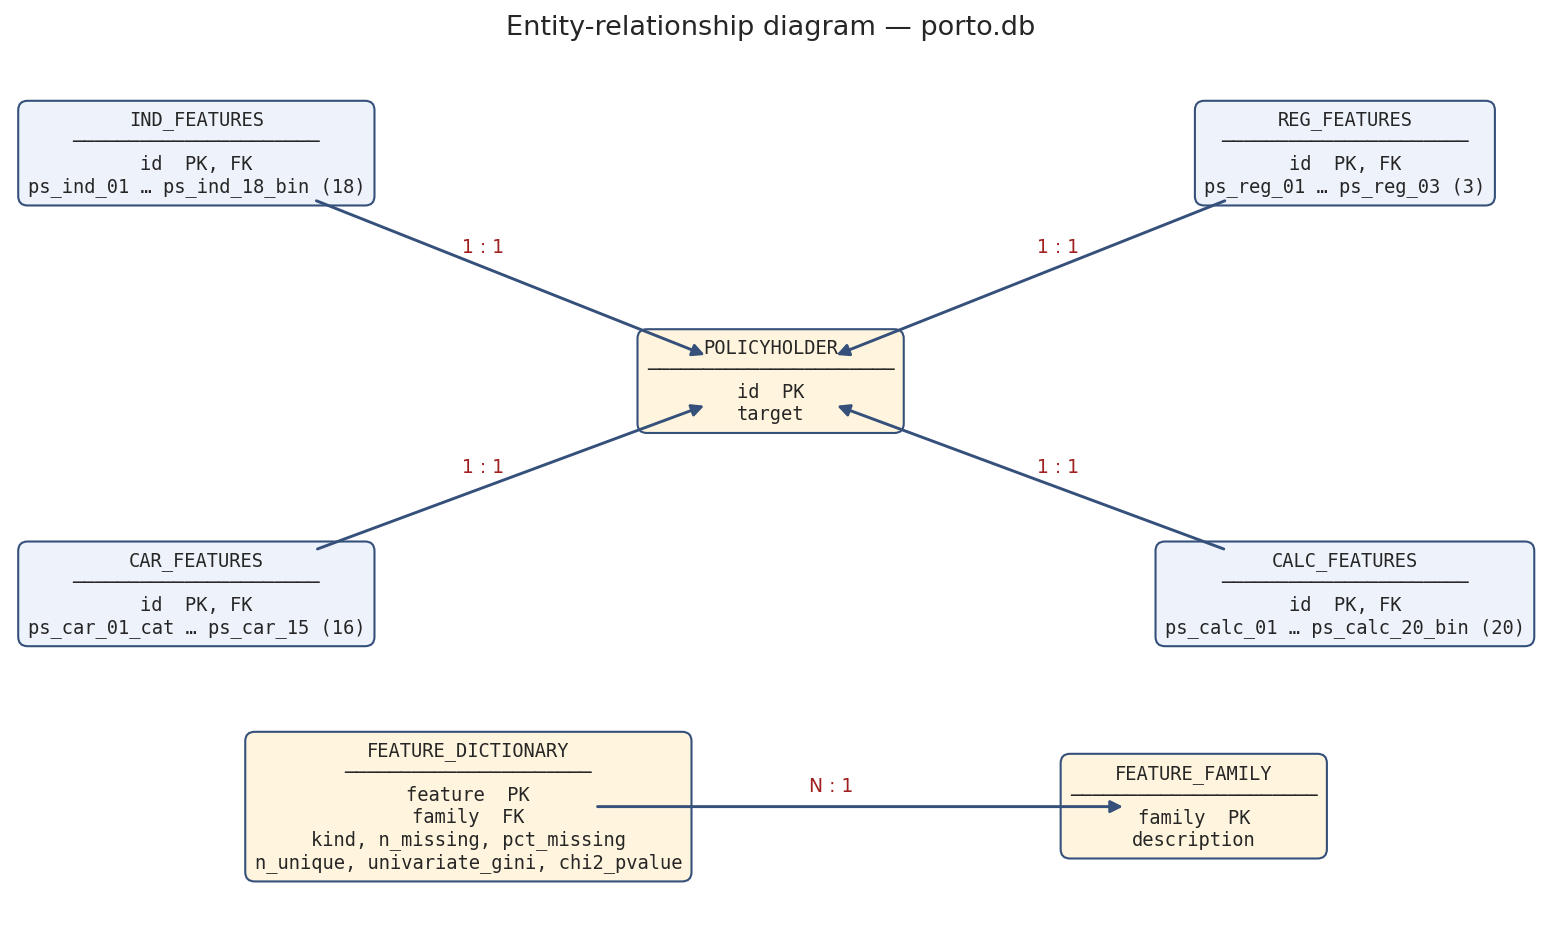 Entity-relationship diagram — porto.db
IND_FEATURES
id  PK, FK
ps_ind_01 … ps_ind_18_bin (18)
REG_FEATURES
id  PK, FK
ps_reg_01 … ps_reg_03 (3)
1 : 1
1 : 1
POLICYHOLDER
id  PK
target
1 : 1
1 : 1
CAR_FEATURES
id  PK, FK
ps_car_01_cat … ps_car_15 (16)
CALC_FEATURES
id  PK, FK
ps_calc_01 … ps_calc_20_bin (20)
FEATURE_DICTIONARY
feature  PK
family  FK
kind, n_missing, pct_missing
n_unique, univariate_gini, chi2_pvalue
N : 1
FEATURE_FAMILY
family  PK
description